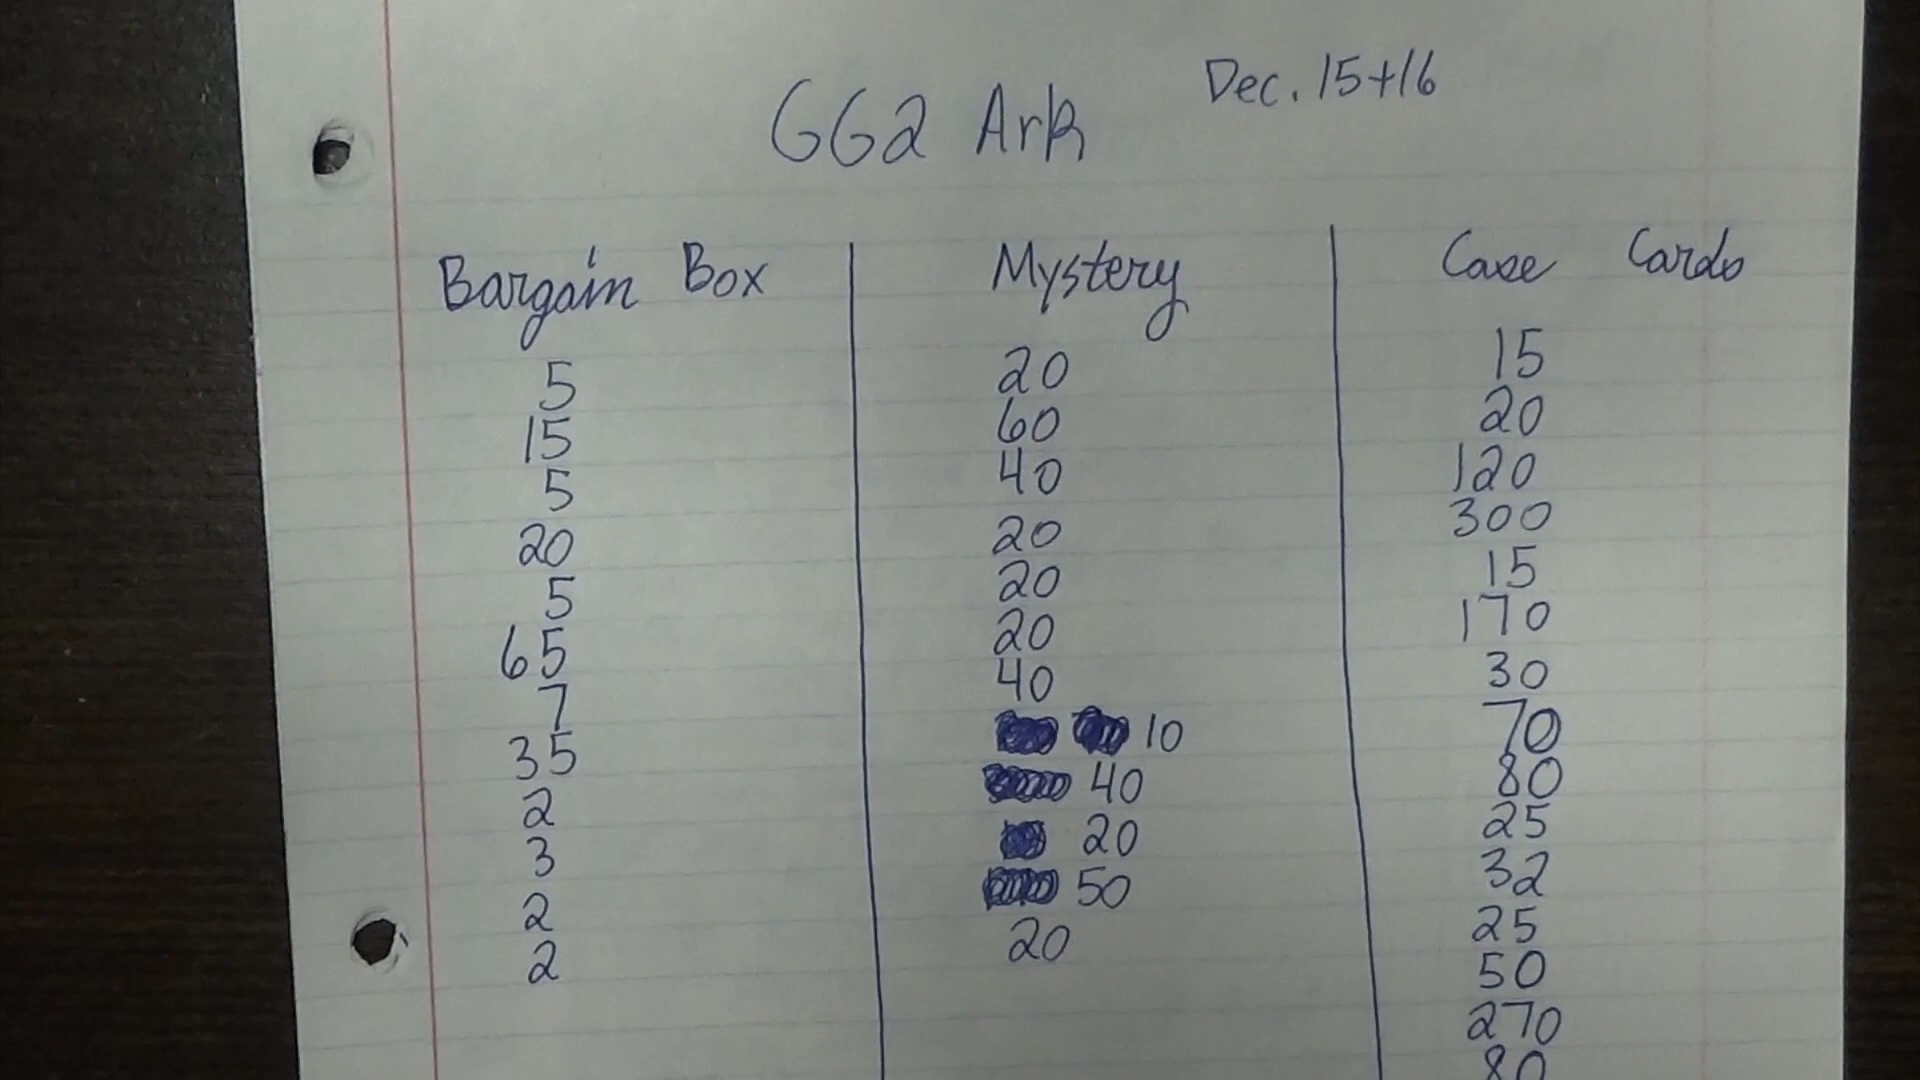 GG2 Ark Dec. 15+16
Bargain Box Mystery Case Cards
5 20 15
15 60 20
5 40 120
20 20 300
5 20 15
65 20 170
7 40 30
35 10 70
2 40 80
3 20 25
2 50 32
2 20 25
50
270
80